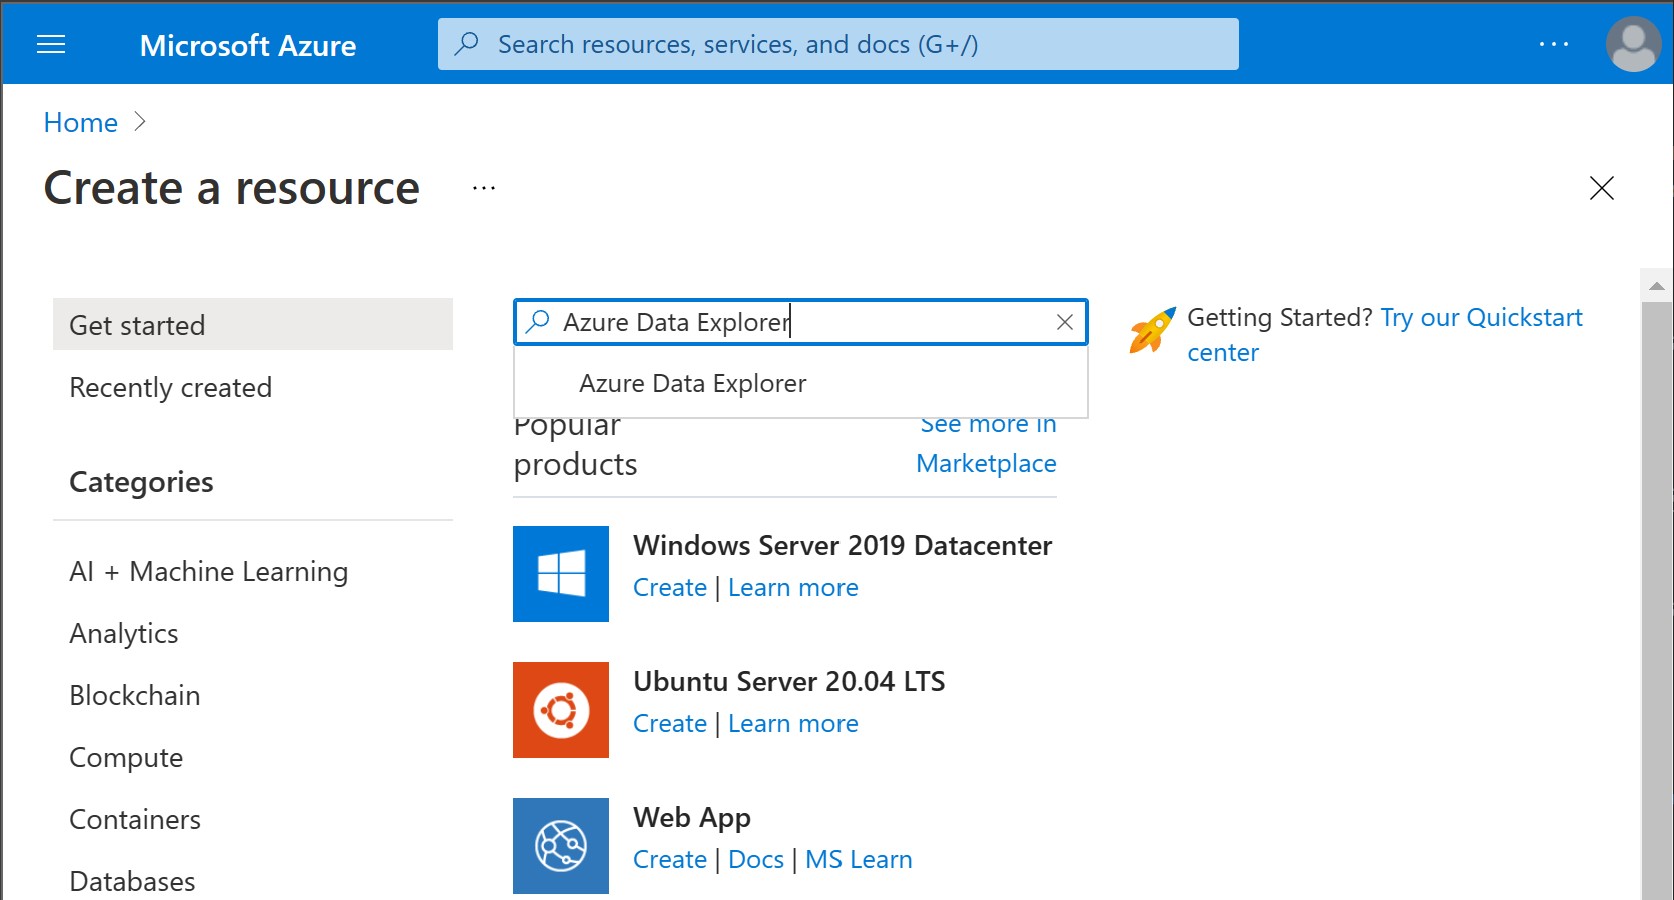 Microsoft Azure
Search resources, services, and docs (G+/)
Home
Create a resource
Get started
Recently created
Categories
AI + Machine Learning
Analytics
Blockchain
Compute
Containers
Databases
Azure Data Explorer
Azure Data Explorer
Popular
products
See more in
Marketplace
Windows Server 2019 Datacenter
Create | Learn more
Ubuntu Server 20.04 LTS
Create | Learn more
Web App
Create | Docs | MS Learn
Getting Started? Try our Quickstart
center